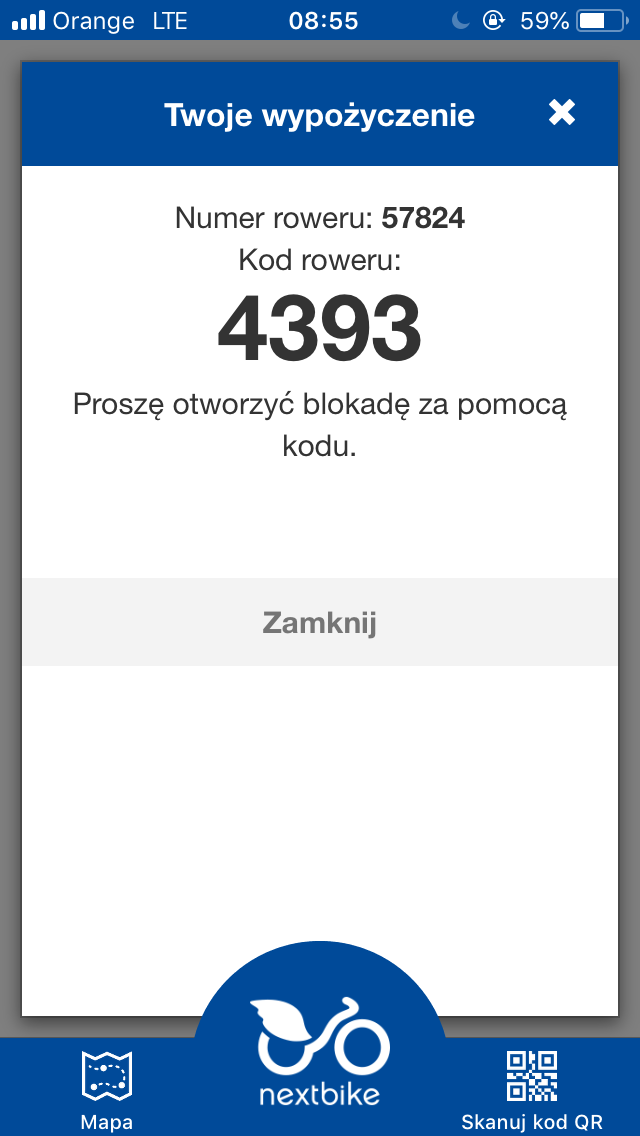 Orange LTE 08:55 59%
Twoje wypożyczenie
Numer roweru: 57824
Kod roweru:
4393
Proszę otworzyć blokadę za pomocą
kodu.
Zamknij
nextbike
Mapa
Skanuj kod QR